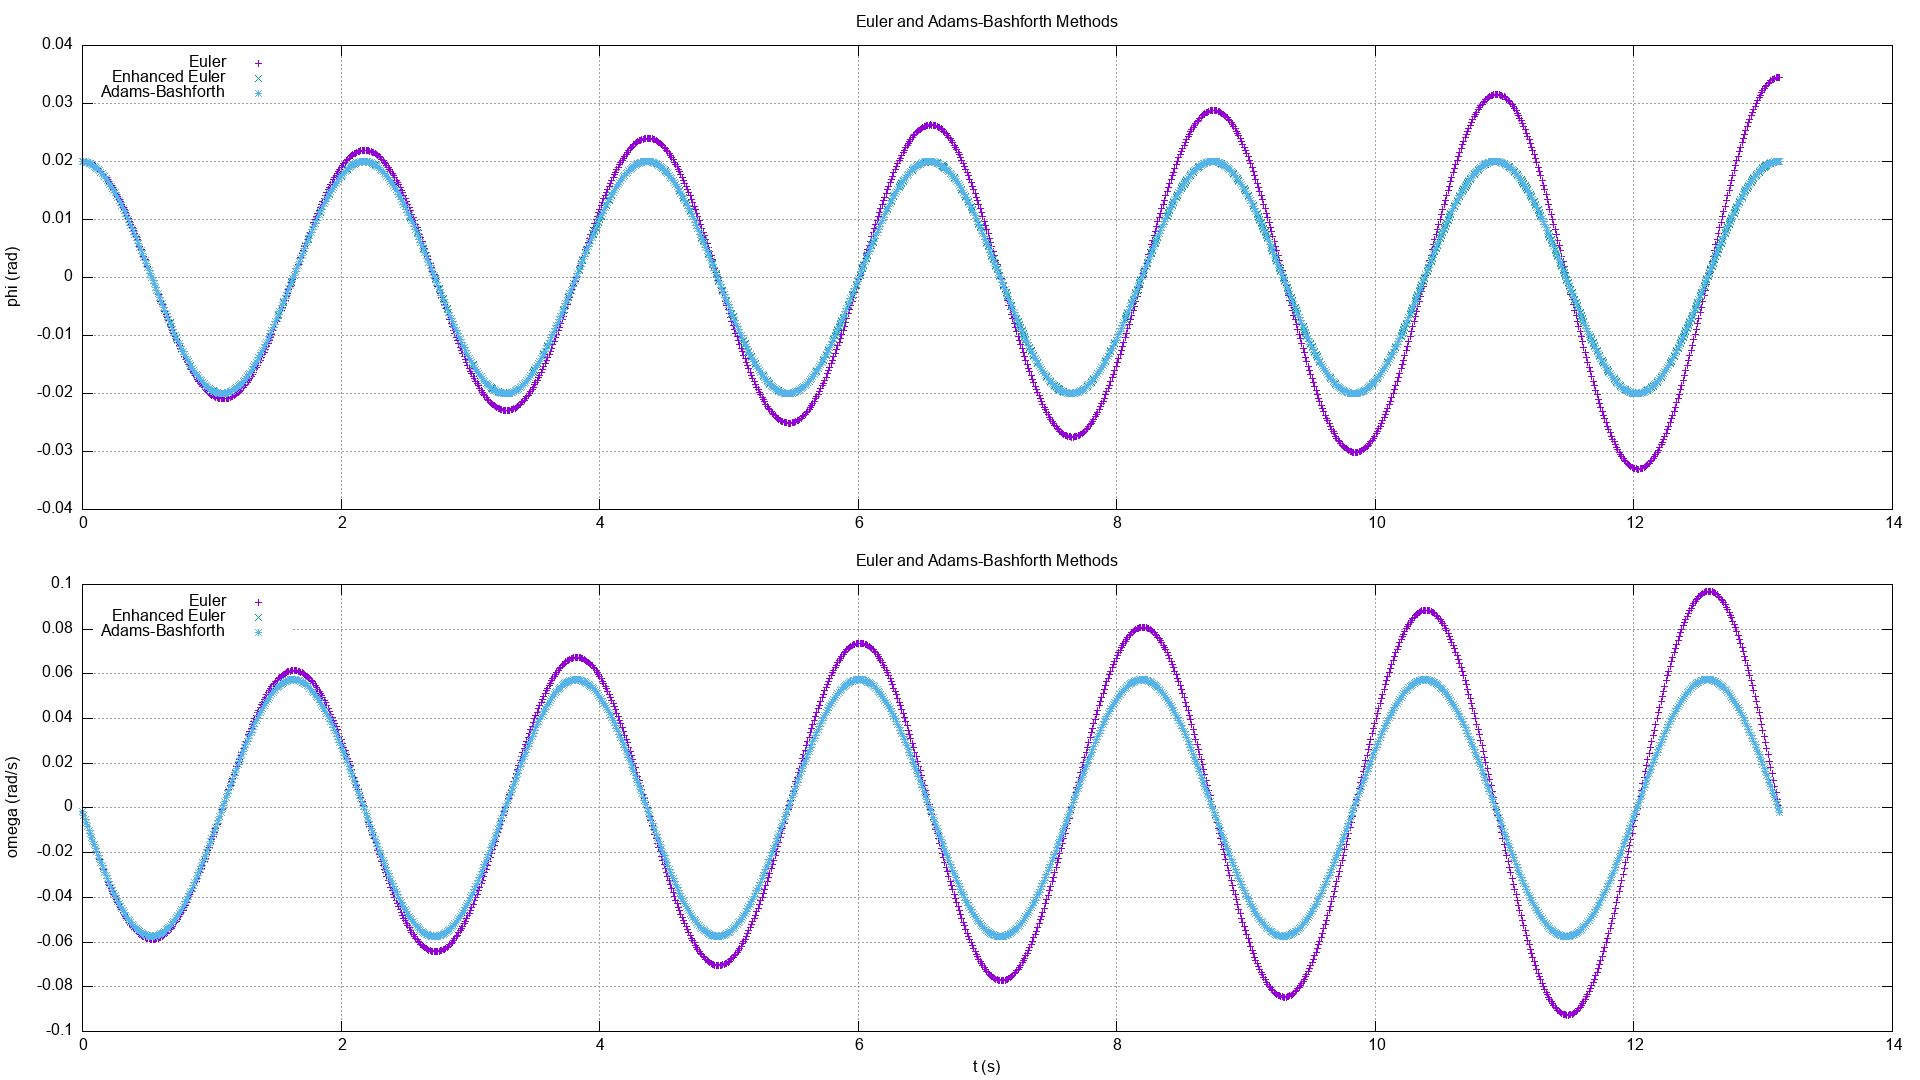 Euler and Adams-Bashforth Methods
0.04
0.03
0.02
0.01
0
-0.01
-0.02
-0.03
-0.04
phi (rad)
Euler
Enhanced Euler
Adams-Bashforth
0 2 4 6 8 10 12 14
Euler and Adams-Bashforth Methods
0.1
0.08
0.06
0.04
0.02
0
-0.02
-0.04
-0.06
-0.08
-0.1
omega (rad/s)
Euler
Enhanced Euler
Adams-Bashforth
0 2 4 6 8 10 12 14
t (s)